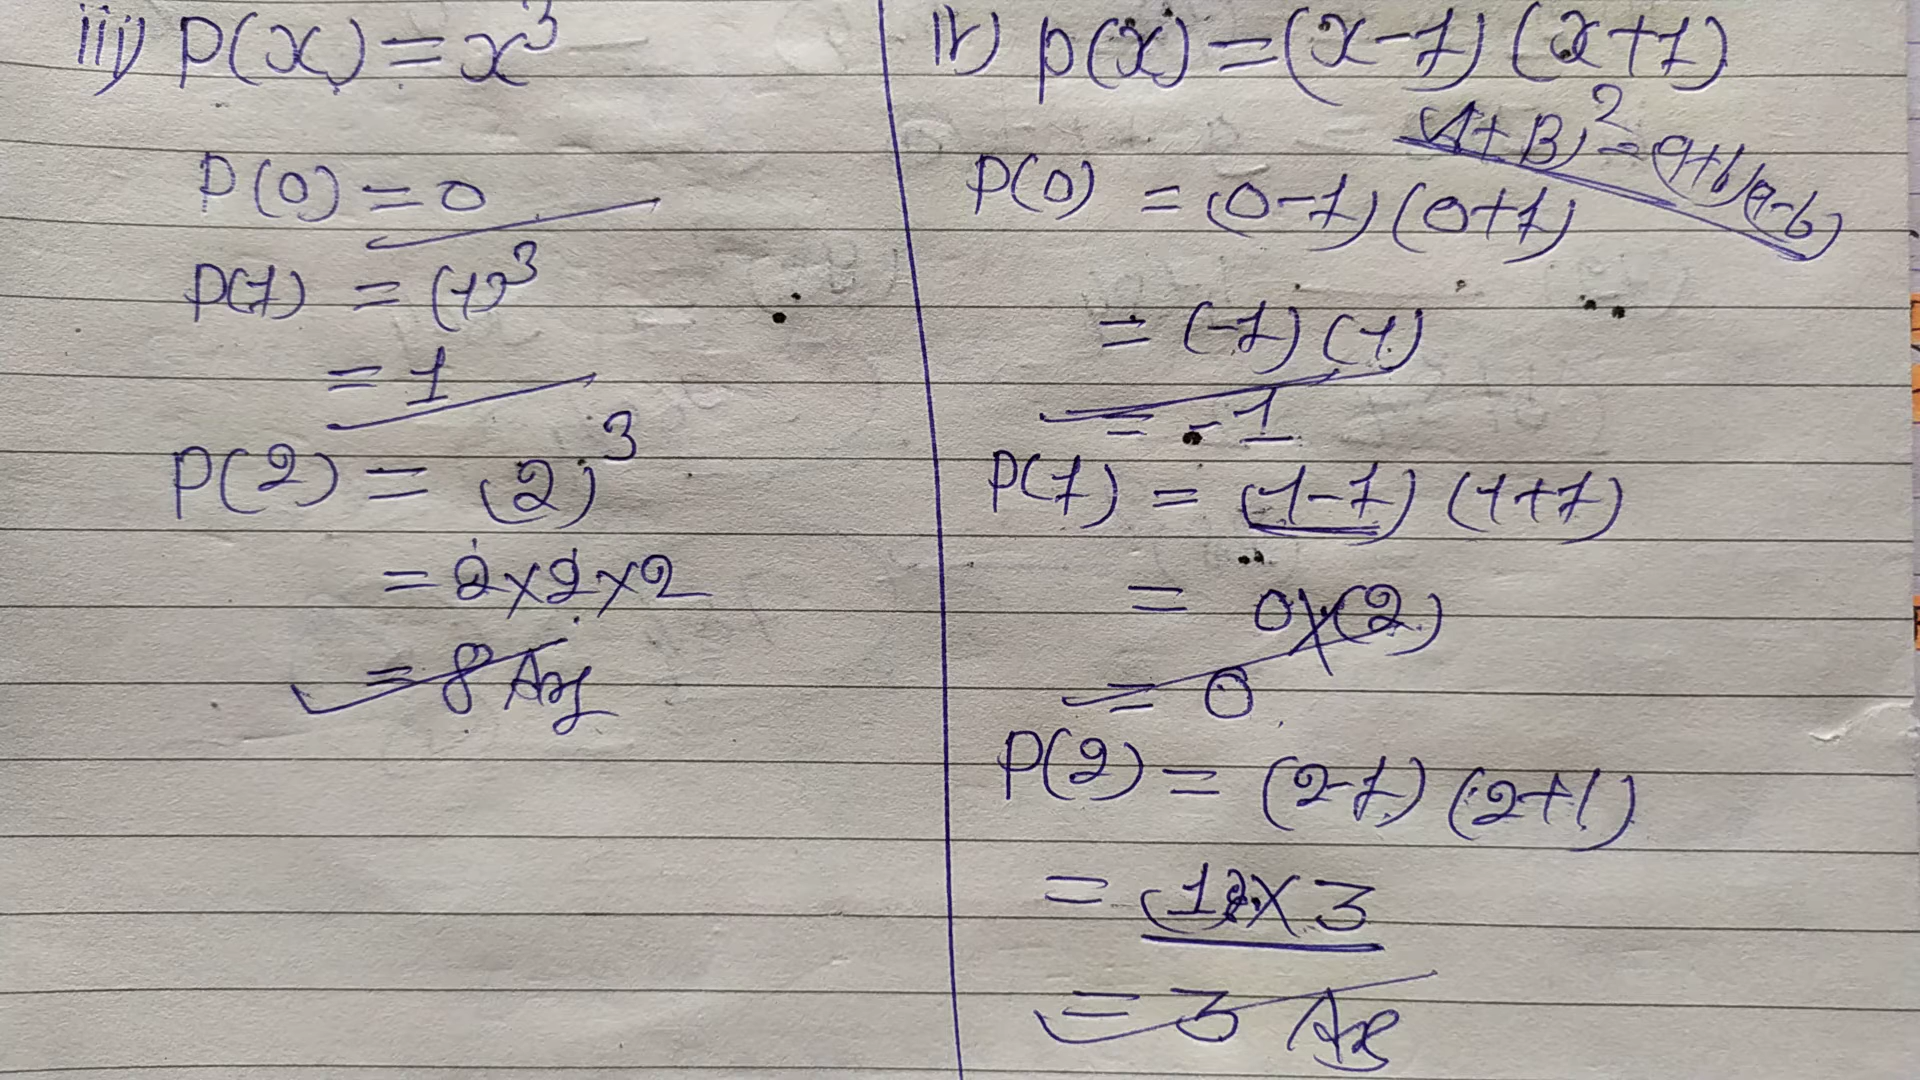 iii) P(x) = x³
P(0) = 0
P(1) = (1)³
= 1
P(2) = (2)³
= 2×2×2
= 8 Ans
iv) p(x) = (x-1) (x+1)
(A+B)² = (a+b)(a-b)
P(0) = (0-1) (0+1)
= (-1) (1)
= -1
P(1) = (1-1) (1+1)
= 0×(2)
= 0
P(2) = (2-1) (2+1)
= (1)×3
= 3 Ans